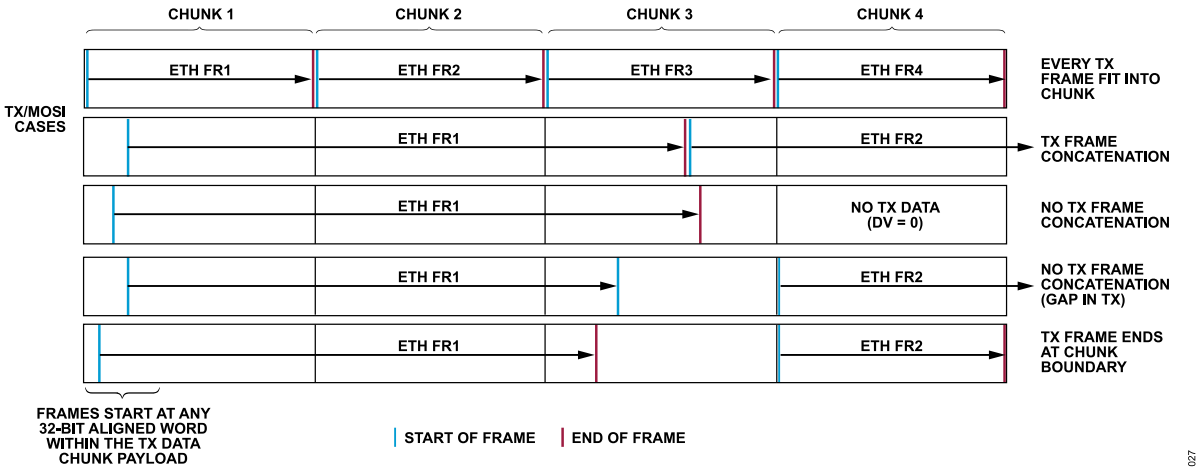 CHUNK 1 CHUNK 2 CHUNK 3 CHUNK 4
TX/MOSI
CASES
ETH FR1 ETH FR2 ETH FR3 ETH FR4
EVERY TX
FRAME FIT INTO
CHUNK
ETH FR1 ETH FR2
TX FRAME
CONCATENATION
ETH FR1
NO TX DATA
(DV = 0)
NO TX FRAME
CONCATENATION
ETH FR1 ETH FR2
NO TX FRAME
CONCATENATION
(GAP IN TX)
ETH FR1 ETH FR2
TX FRAME ENDS
AT CHUNK
BOUNDARY
FRAMES START AT ANY
32-BIT ALIGNED WORD
WITHIN THE TX DATA
CHUNK PAYLOAD
START OF FRAME END OF FRAME
027